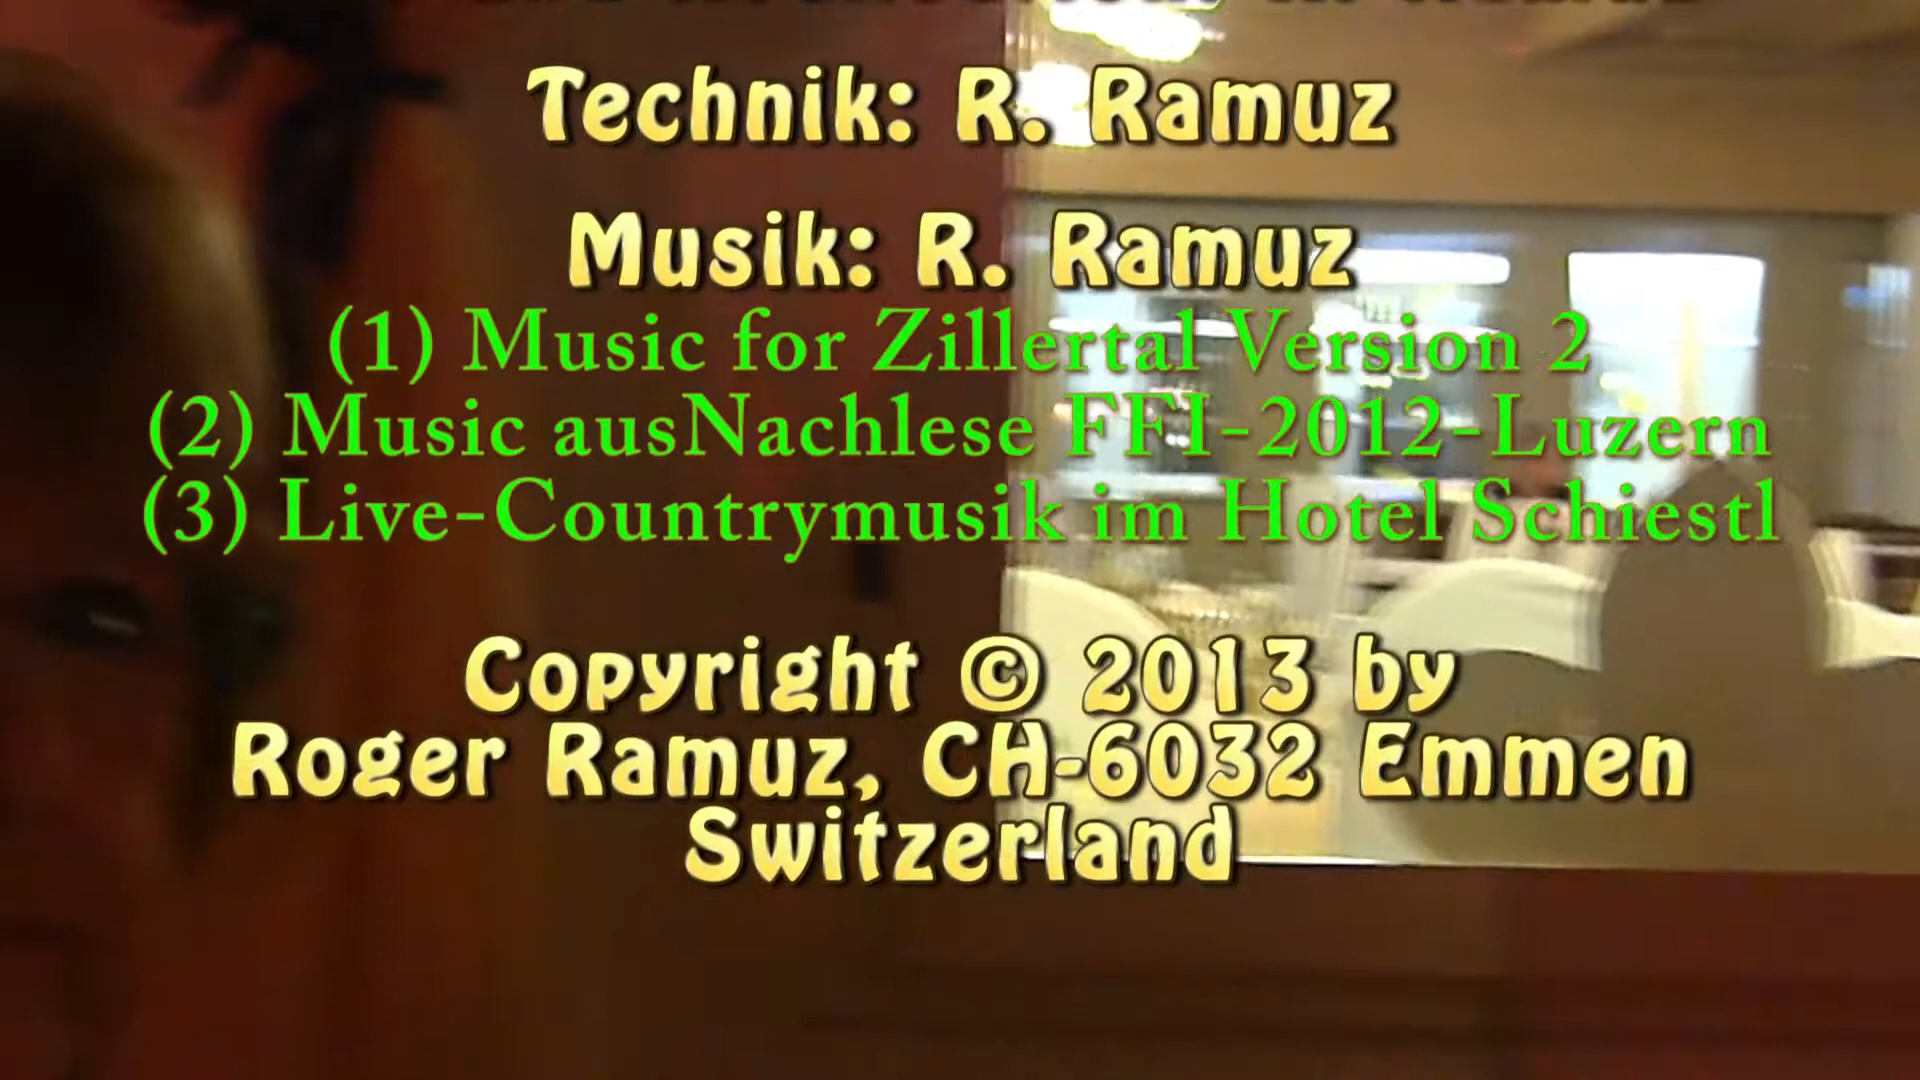 Technik: R. Ramuz
Musik: R. Ramuz
(1) Music for Zillertal Version 2
(2) Music ausNachlese FFI-2012-Luzern
(3) Live-Countrymusik im Hotel Schiestl
Copyright © 2013 by
Roger Ramuz, CH-6032 Emmen
Switzerland